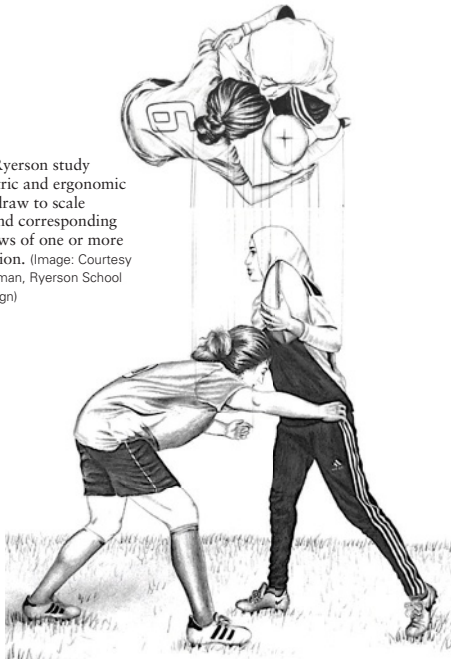 6
Ryerson study
ric and ergonomic
draw to scale
nd corresponding
ws of one or more
ion. (Image: Courtesy
man, Ryerson School
gn)
adidas